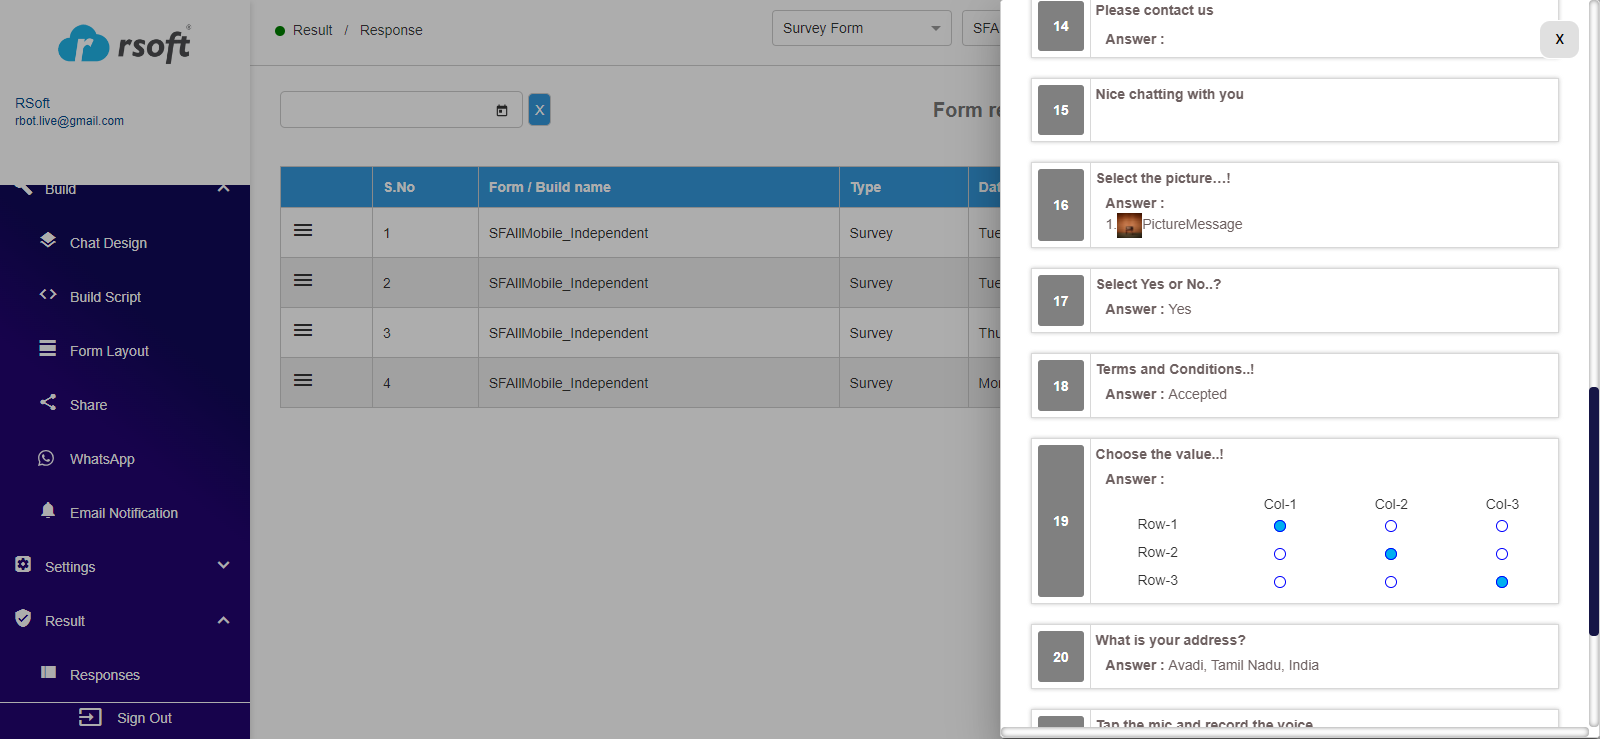 rsoft
RSoft
rbot.live@gmail.com
Build
Chat Design
Build Script
Form Layout
Share
WhatsApp
Email Notification
Settings
Result
Responses
Sign Out
Result / Response
Survey Form
SFA
X
Form re
S.No Form / Build name Type Dat
1 SFAllMobile_Independent Survey Tue
2 SFAllMobile_Independent Survey Tue
3 SFAllMobile_Independent Survey Thu
4 SFAllMobile_Independent Survey Mon
X
14 Please contact us
Answer :
15 Nice chatting with you
16 Select the picture...!
Answer :
1. PictureMessage
17 Select Yes or No..?
Answer : Yes
18 Terms and Conditions..!
Answer : Accepted
19 Choose the value..!
Answer :
Col-1 Col-2 Col-3
Row-1
Row-2
Row-3
20 What is your address?
Answer : Avadi, Tamil Nadu, India
Tap the mic and record the voice